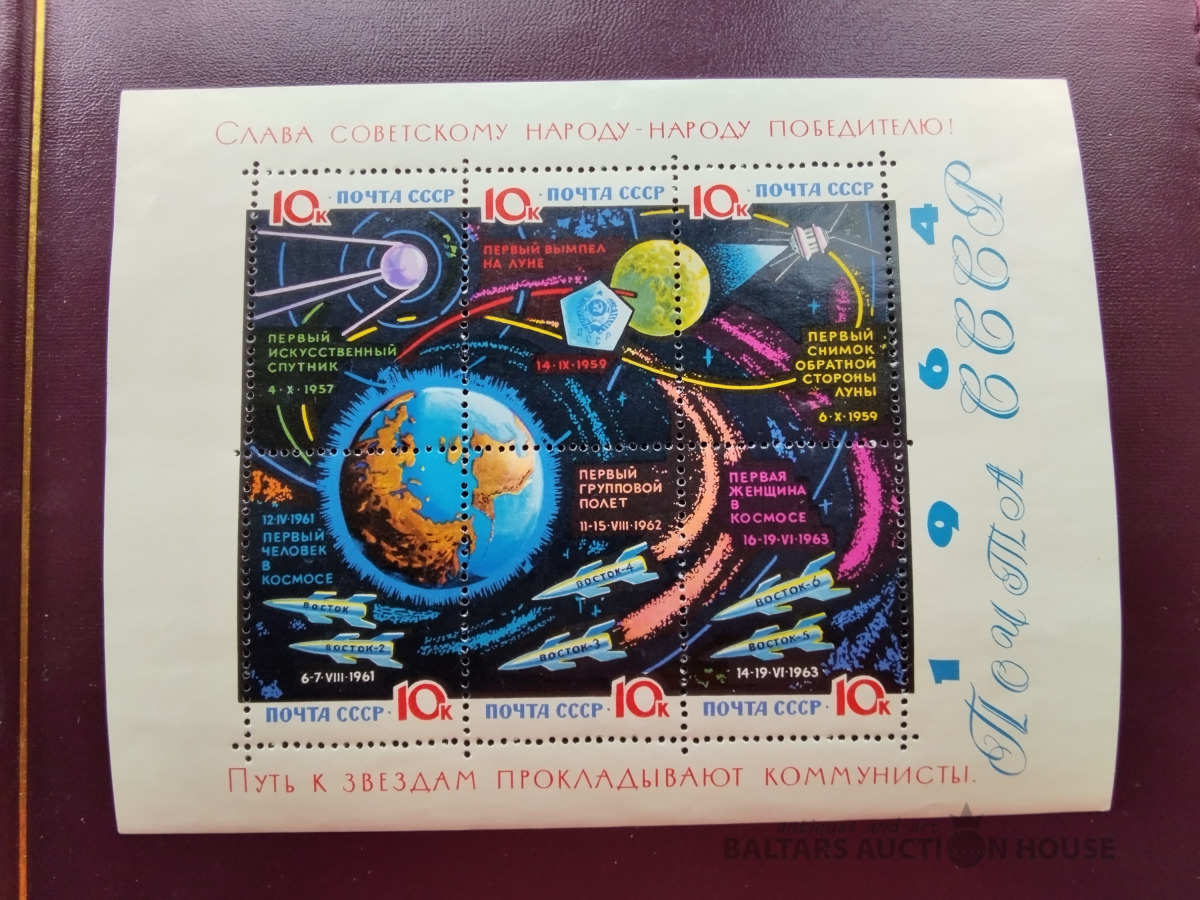 СЛАВА СОВЕТСКОМУ НАРОДУ-НАРОДУ ПОБЕДИТЕЛЮ!
10К · ПОЧТА СССР
10К · ПОЧТА СССР
10К · ПОЧТА СССР
ПЕРВЫЙ
ИСКУССТВЕННЫЙ
СПУТНИК
4·X·1957
ПЕРВЫЙ ВЫМПЕЛ
НА ЛУНЕ
СССР
14·IX·1959
ПЕРВЫЙ
СНИМОК
ОБРАТНОЙ
СТОРОНЫ
ЛУНЫ
6·X·1959
12·IV·1961
ПЕРВЫЙ
ЧЕЛОВЕК
В
КОСМОСЕ
ВОСТОК
ВОСТОК-2
6-7·VIII·1961
ПОЧТА СССР · 10К
ПЕРВЫЙ
ГРУППОВОЙ
ПОЛЕТ
11-15·VIII·1962
ВОСТОК-4
ВОСТОК-3
ПОЧТА СССР · 10К
ПЕРВАЯ
ЖЕНЩИНА
В
КОСМОСЕ
16-19·VI·1963
ВОСТОК-6
ВОСТОК-5
14-19·VI·1963
ПОЧТА СССР · 10К
1964
Почта СССР
ПУТЬ К ЗВЕЗДАМ ПРОКЛАДЫВАЮТ КОММУНИСТЫ.
antiques and art
BALTARS AUCTION HOUSE